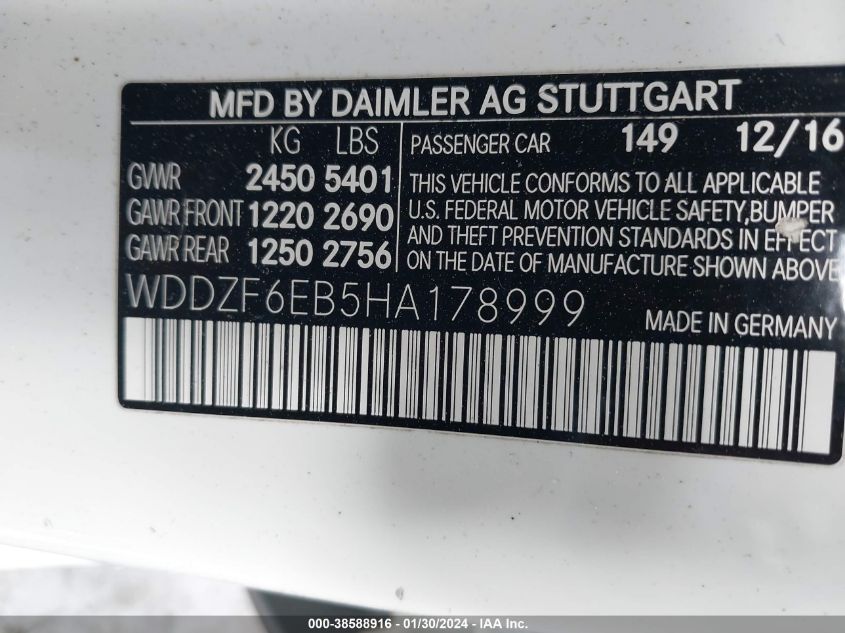 MFD BY DAIMLER AG STUTTGART
KG LBS
PASSENGER CAR 149 12/16
GVWR 2450 5401
GAWR FRONT 1220 2690
GAWR REAR 1250 2756
THIS VEHICLE CONFORMS TO ALL APPLICABLE
U.S. FEDERAL MOTOR VEHICLE SAFETY,BUMPER
AND THEFT PREVENTION STANDARDS IN EFFECT
ON THE DATE OF MANUFACTURE SHOWN ABOVE
WDDZF6EB5HA178999
MADE IN GERMANY
000-38588916 - 01/30/2024 - IAA Inc.